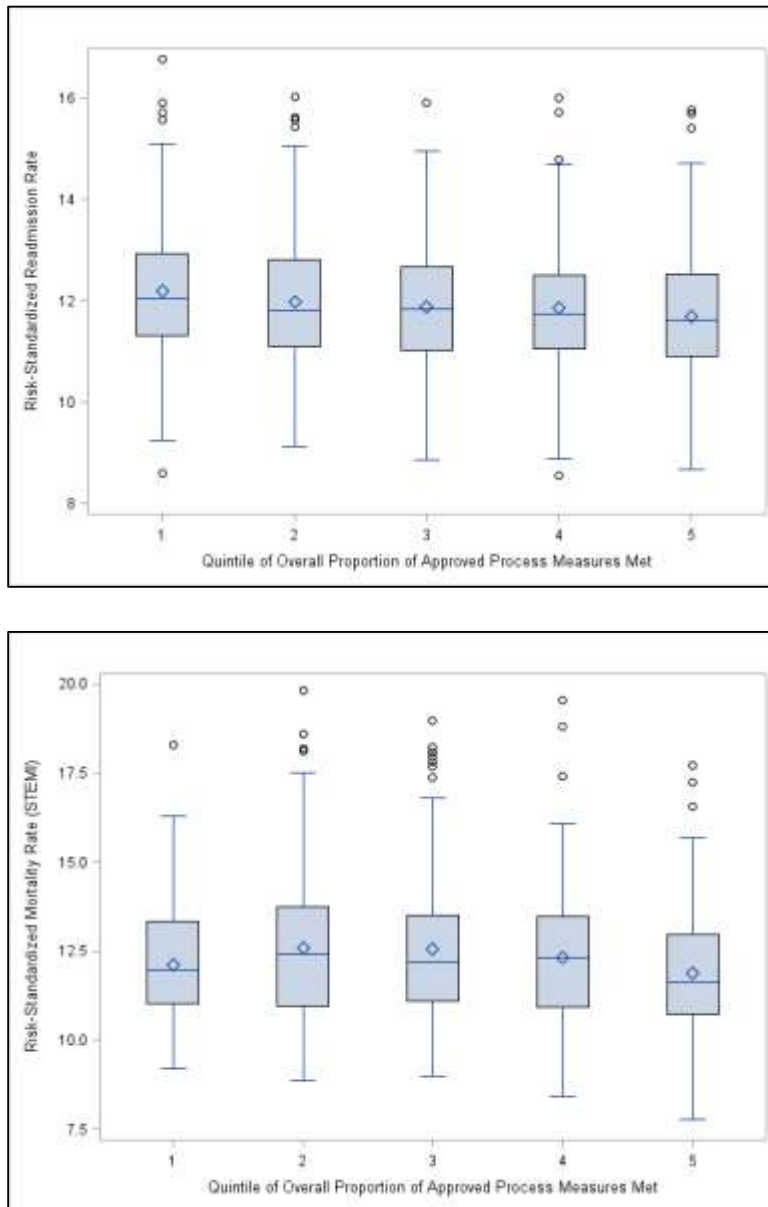 Risk-Standardized Readmission Rate
16
14
12
10
8
1 2 3 4 5
Quintile of Overall Proportion of Approved Process Measures Met
Risk-Standardized Mortality Rate (STEMI)
20.0
17.5
15.0
12.5
10.0
7.5
1 2 3 4 5
Quintile of Overall Proportion of Approved Process Measures Met